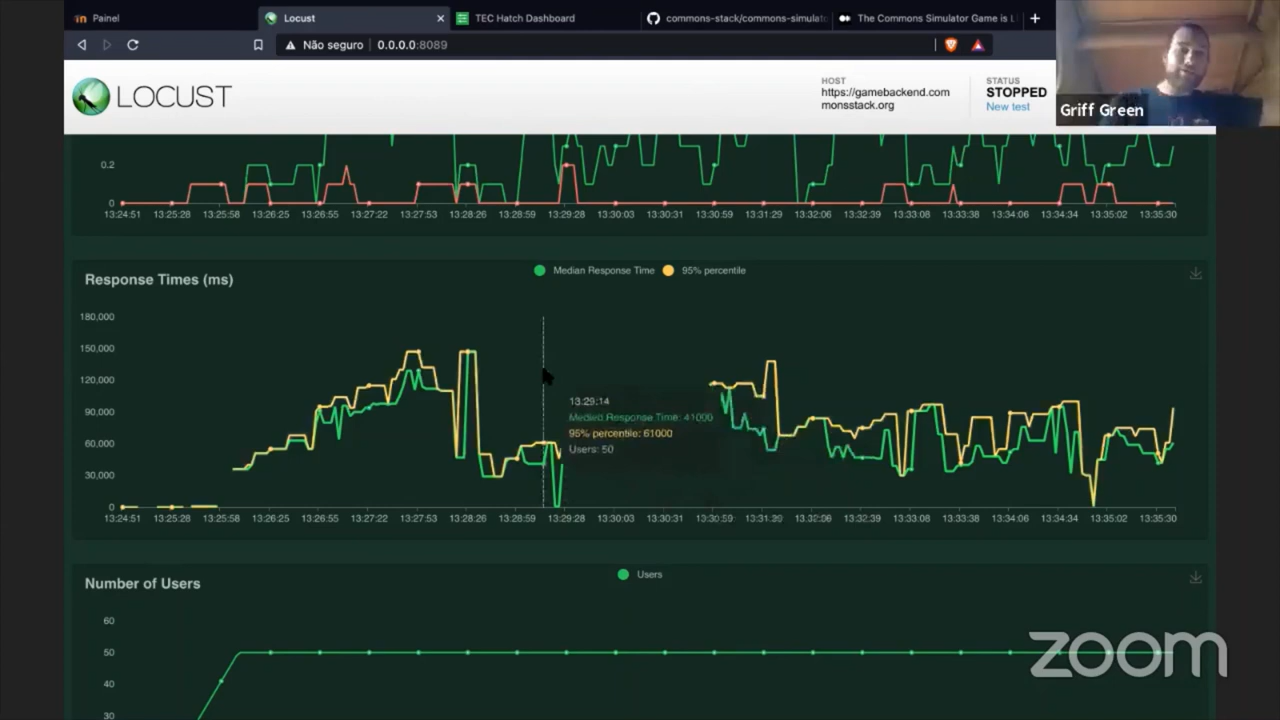 Painel
Locust
TEC Hatch Dashboard
commons-stack/commons-simulato
The Commons Simulator Game is L
Não seguro
0.0.0.0:8089
LOCUST
HOST
https://gamebackend.com
monsstack.org
STATUS
STOPPED
New test
Griff Green
0.2
0
13:24:51 13:25:28 13:25:58 13:26:25 13:26:55 13:27:22 13:27:53 13:28:26 13:28:59 13:29:28 13:30:03 13:30:31 13:30:59 13:31:29 13:32:06 13:32:39 13:33:08 13:33:38 13:34:06 13:34:34 13:35:02 13:35:30
Response Times (ms)
Median Response Time
95% percentile
180,000
150,000
120,000
90,000
60,000
30,000
0
13:29:14
Median Response Time: 41000
95% percentile: 61000
Users: 50
13:24:51 13:25:28 13:25:58 13:26:25 13:26:55 13:27:22 13:27:53 13:28:26 13:28:59 13:29:28 13:30:03 13:30:31 13:30:59 13:31:29 13:32:06 13:32:39 13:33:08 13:33:38 13:34:06 13:34:34 13:35:02 13:35:30
Number of Users
Users
60
50
40
30
zoom